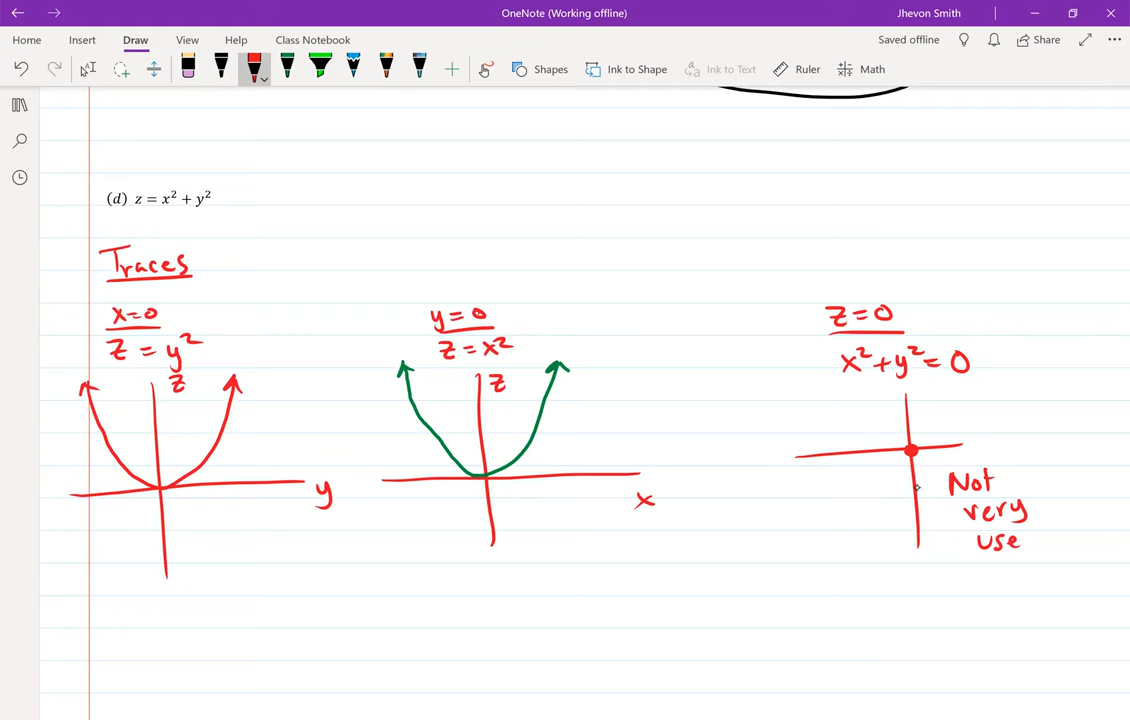 OneNote (Working offline)
Jhevon Smith
Home
Insert
Draw
View
Help
Class Notebook
Saved offline
Share
Shapes
Ink to Shape
Ink to Text
Ruler
Math
(d) z = x² + y²
Traces
x=0
z = y²
z
y
y = 0
z = x²
z
x
z = 0
x² + y² = 0
Not
very
use